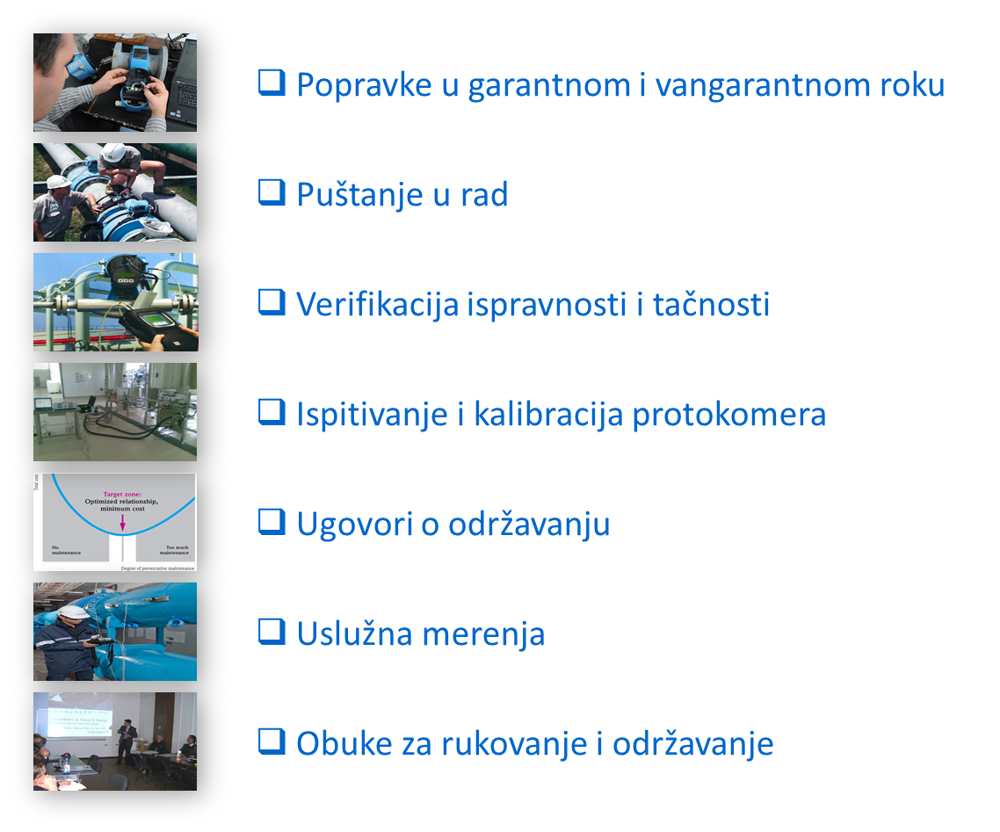 Popravke u garantnom i vangarantnom roku
Puštanje u rad
Verifikacija ispravnosti i tačnosti
Ispitivanje i kalibracija protokomera
Total cost
Target zone:
Optimized relationship,
minimum cost
No
maintenance
Too much
maintenance
Degree of preventative maintenance
Ugovori o održavanju
Uslužna merenja
Obuke za rukovanje i održavanje